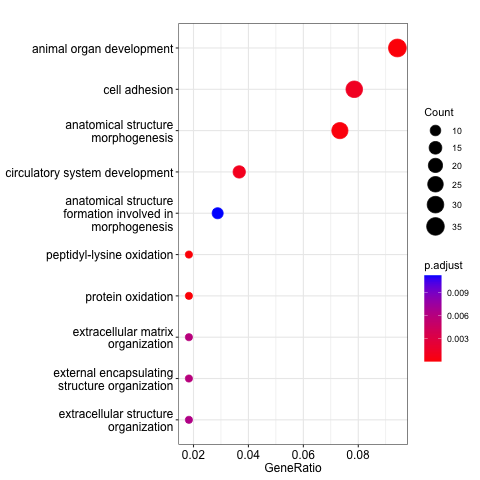 animal organ development
cell adhesion
anatomical structure
morphogenesis
circulatory system development
anatomical structure
formation involved in
morphogenesis
peptidyl-lysine oxidation
protein oxidation
extracellular matrix
organization
external encapsulating
structure organization
extracellular structure
organization
0.02 0.04 0.06 0.08
GeneRatio
Count
10
15
20
25
30
35
p.adjust
0.009
0.006
0.003